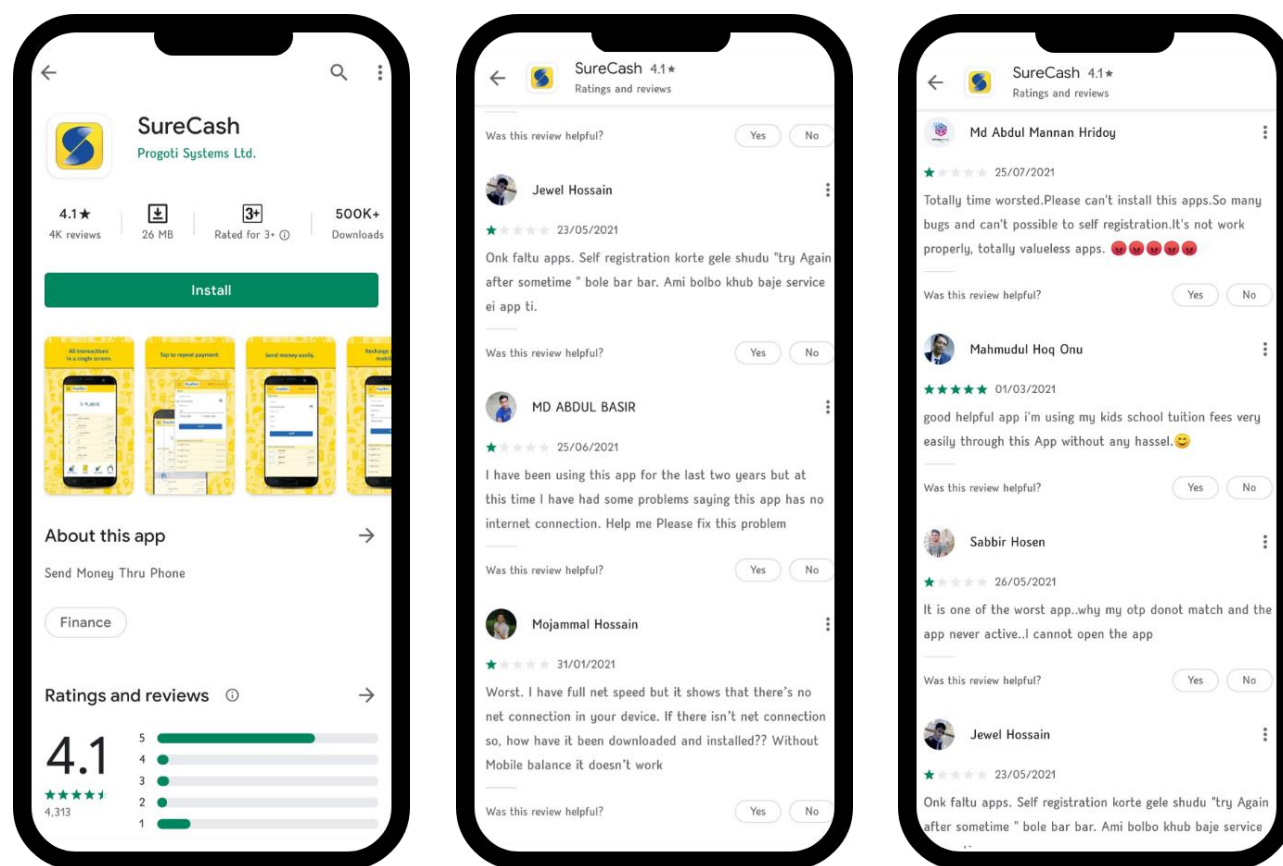 SureCash
Progoti Systems Ltd.
4.1★
4K reviews
26 MB
3+
Rated for 3+
500K+
Downloads
Install
All transactions
in a single screen.
Tap to repeat payment.
Send money easily.
About this app
Send Money Thru Phone
Finance
Ratings and reviews
4.1
4,313
5
4
3
2
1
SureCash 4.1★
Ratings and reviews
Was this review helpful? Yes No
Jewel Hossain
23/05/2021
Onk faltu apps. Self registration korte gele shudu "try Again
after sometime " bole bar bar. Ami bolbo khub baje service
ei app ti.
Was this review helpful? Yes No
MD ABDUL BASIR
25/06/2021
I have been using this app for the last two years but at
this time I have had some problems saying this app has no
internet connection. Help me Please fix this problem
Was this review helpful? Yes No
Mojammal Hossain
31/01/2021
Worst. I have full net speed but it shows that there's no
net connection in your device. If there isn't net connection
so, how have it been downloaded and installed?? Without
Mobile balance it doesn't work
Was this review helpful? Yes No
SureCash 4.1★
Ratings and reviews
Md Abdul Mannan Hridoy
25/07/2021
Totally time worsted.Please can't install this apps.So many
bugs and can't possible to self registration.It's not work
properly, totally valueless apps. 😡😡😡😡😡
Was this review helpful? Yes No
Mahmudul Hoq Onu
01/03/2021
good helpful app i'm using my kids school tuition fees very
easily through this App without any hassel.😊
Was this review helpful? Yes No
Sabbir Hosen
26/05/2021
It is one of the worst app..why my otp donot match and the
app never active..I cannot open the app
Was this review helpful? Yes No
Jewel Hossain
23/05/2021
Onk faltu apps. Self registration korte gele shudu "try Again
after sometime " bole bar bar. Ami bolbo khub baje service